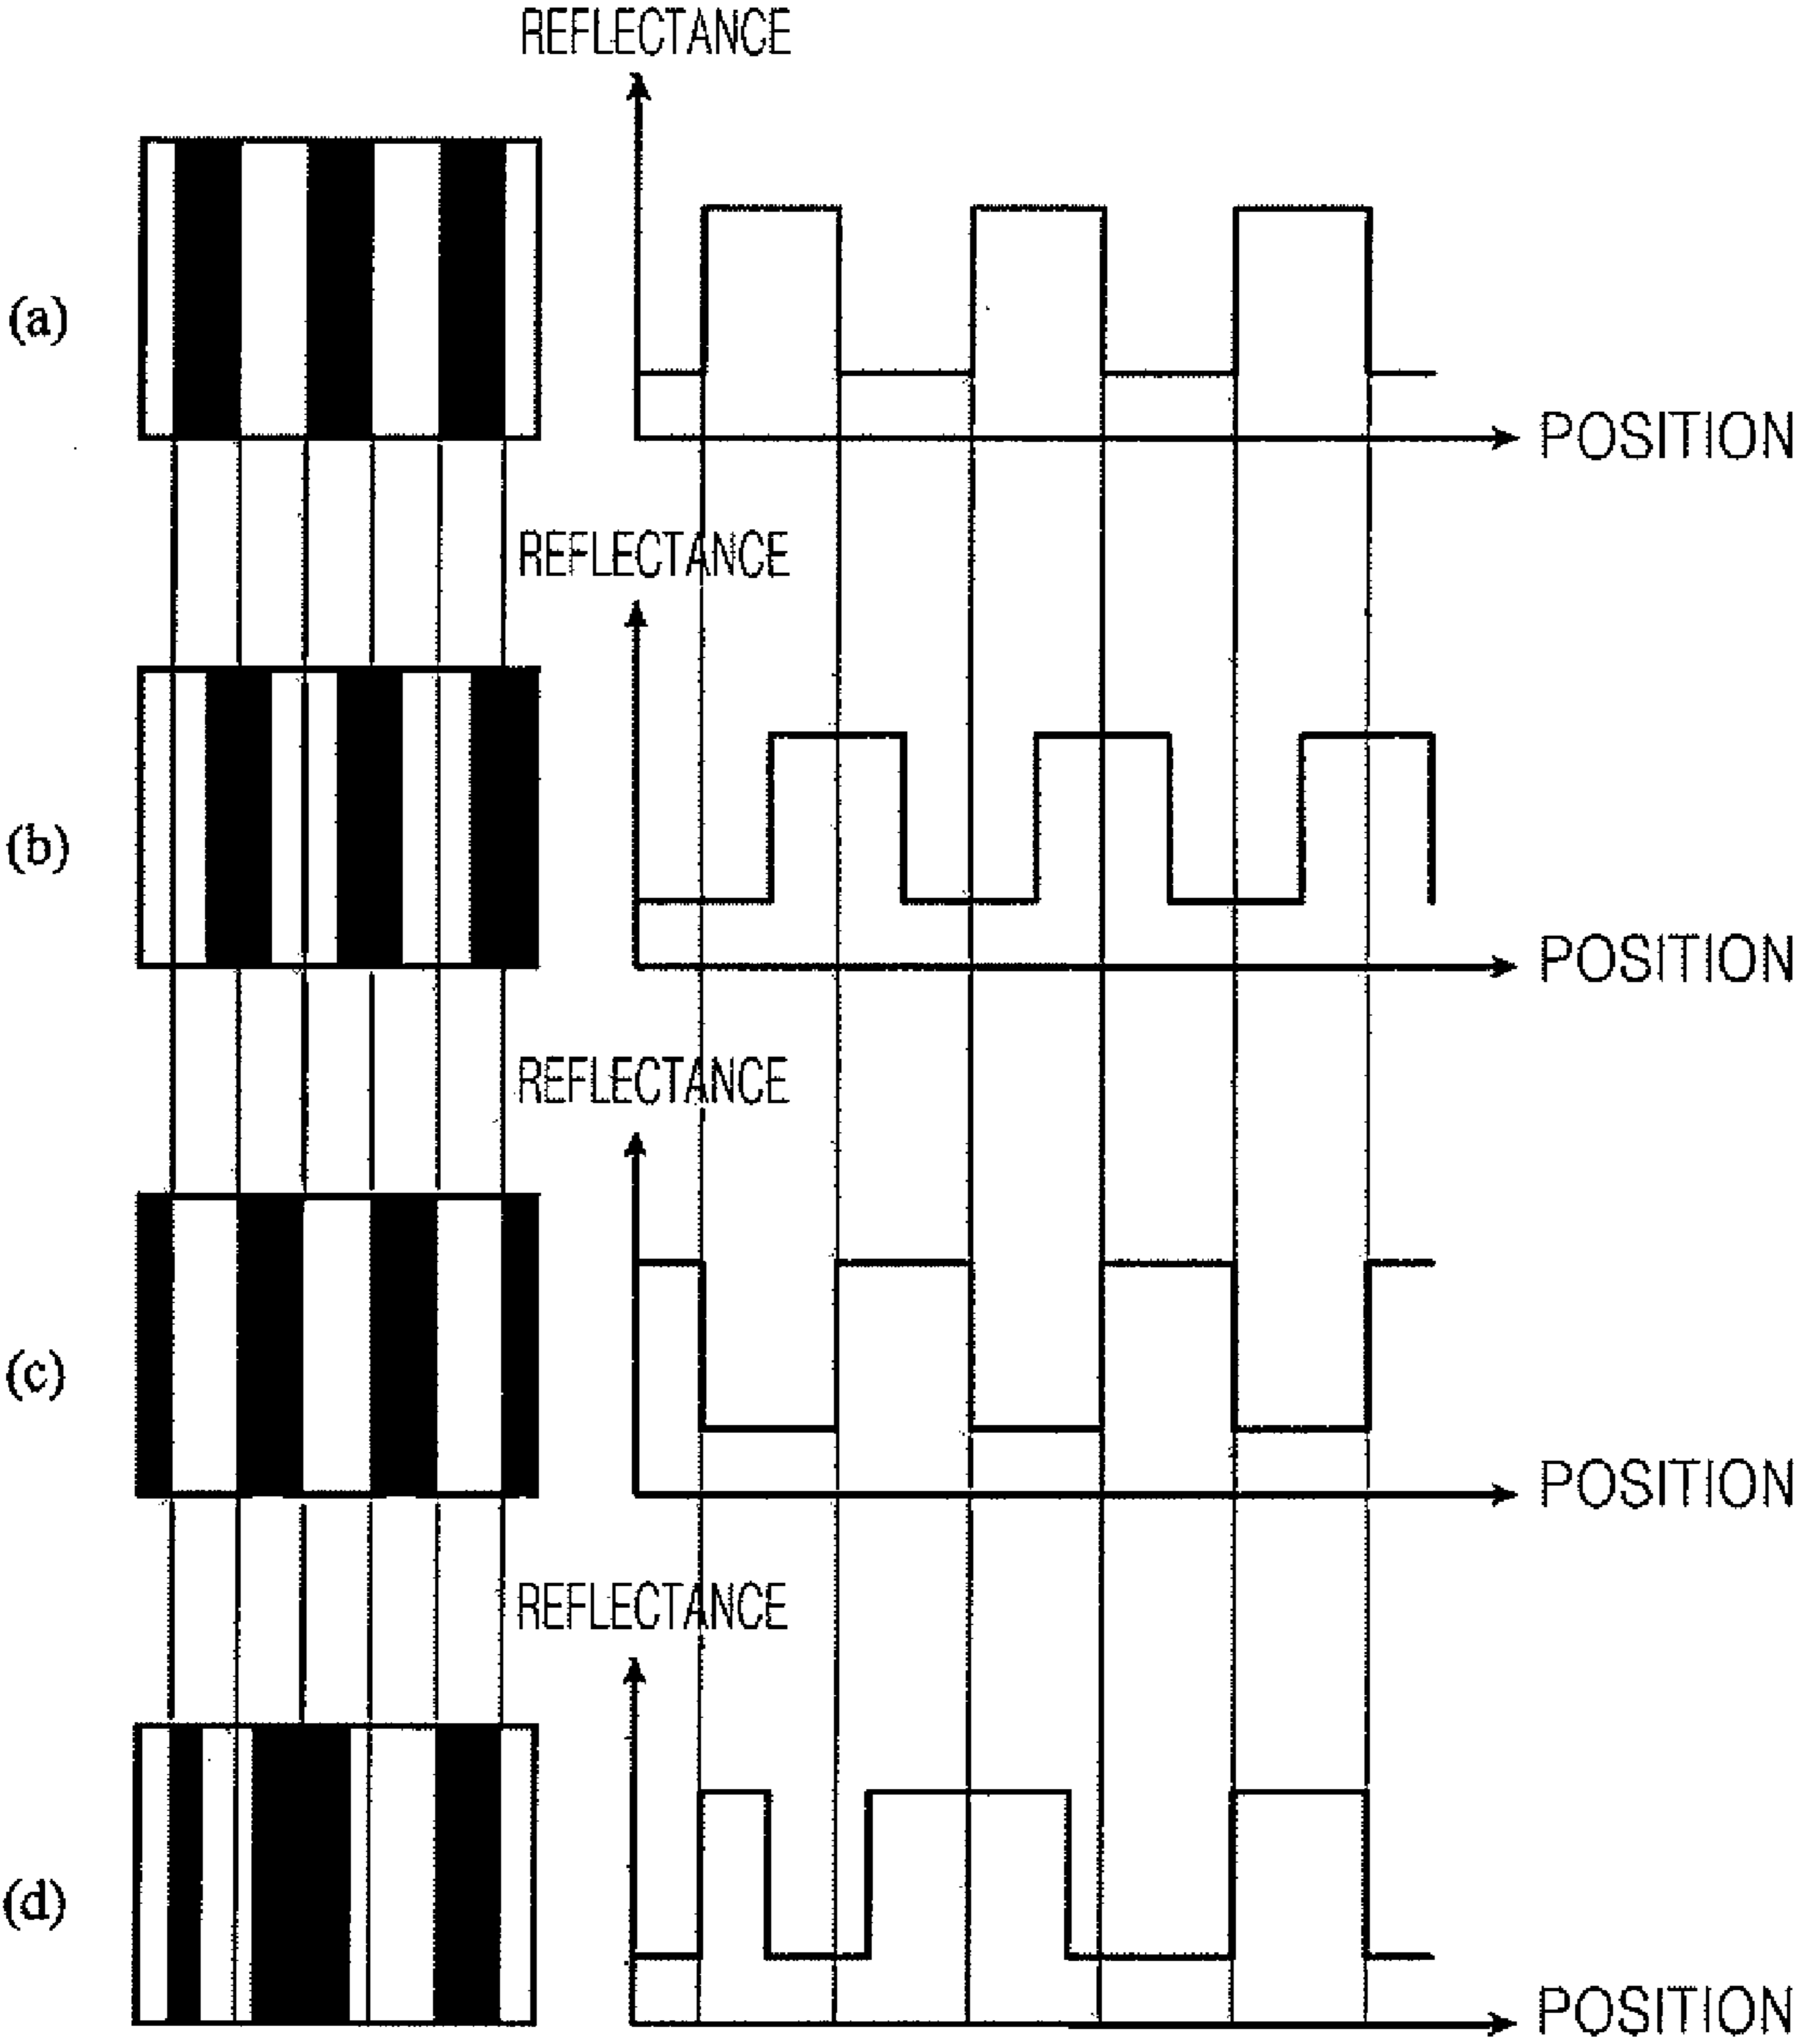 REFLECTANCE
(a)
POSITION
REFLECTANCE
(b)
POSITION
REFLECTANCE
(c)
POSITION
REFLECTANCE
(d)
POSITION